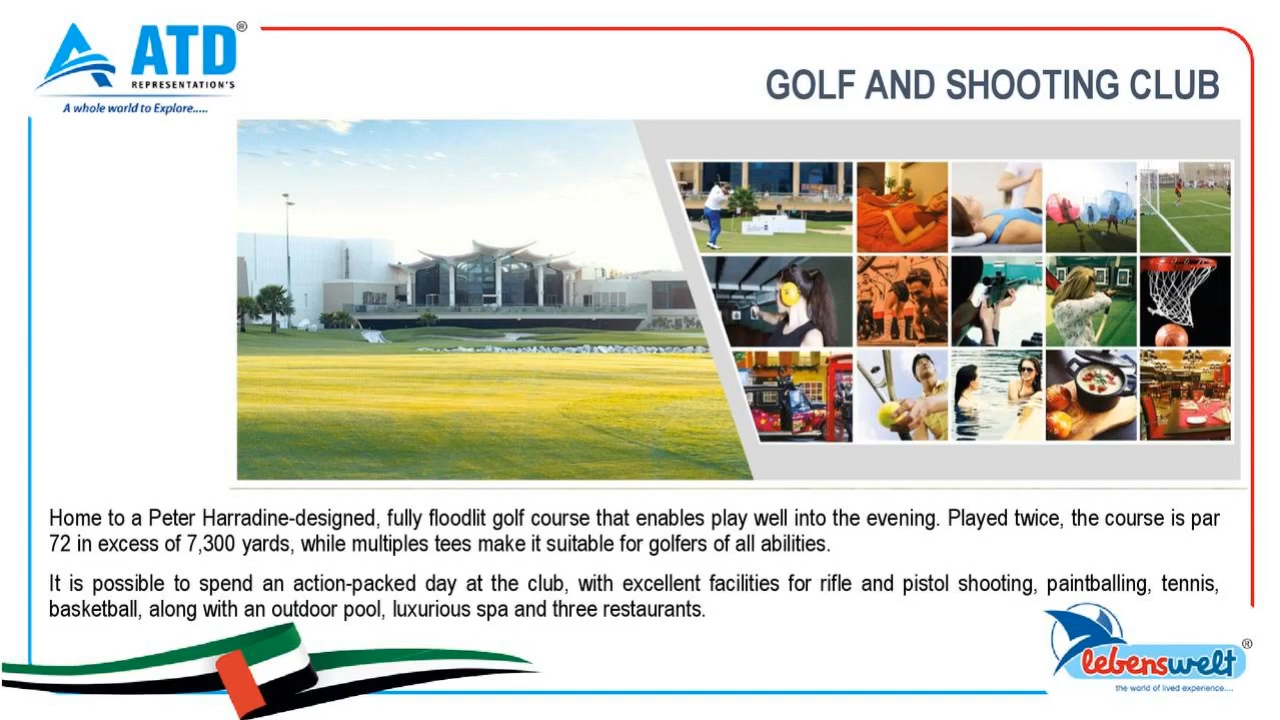 ATD®
REPRESENTATION'S
A whole world to Explore.....
GOLF AND SHOOTING CLUB
Home to a Peter Harradine-designed, fully floodlit golf course that enables play well into the evening. Played twice, the course is par
72 in excess of 7,300 yards, while multiples tees make it suitable for golfers of all abilities.
It is possible to spend an action-packed day at the club, with excellent facilities for rifle and pistol shooting, paintballing, tennis,
basketball, along with an outdoor pool, luxurious spa and three restaurants.
lebenswelt®
the world of lived experience....